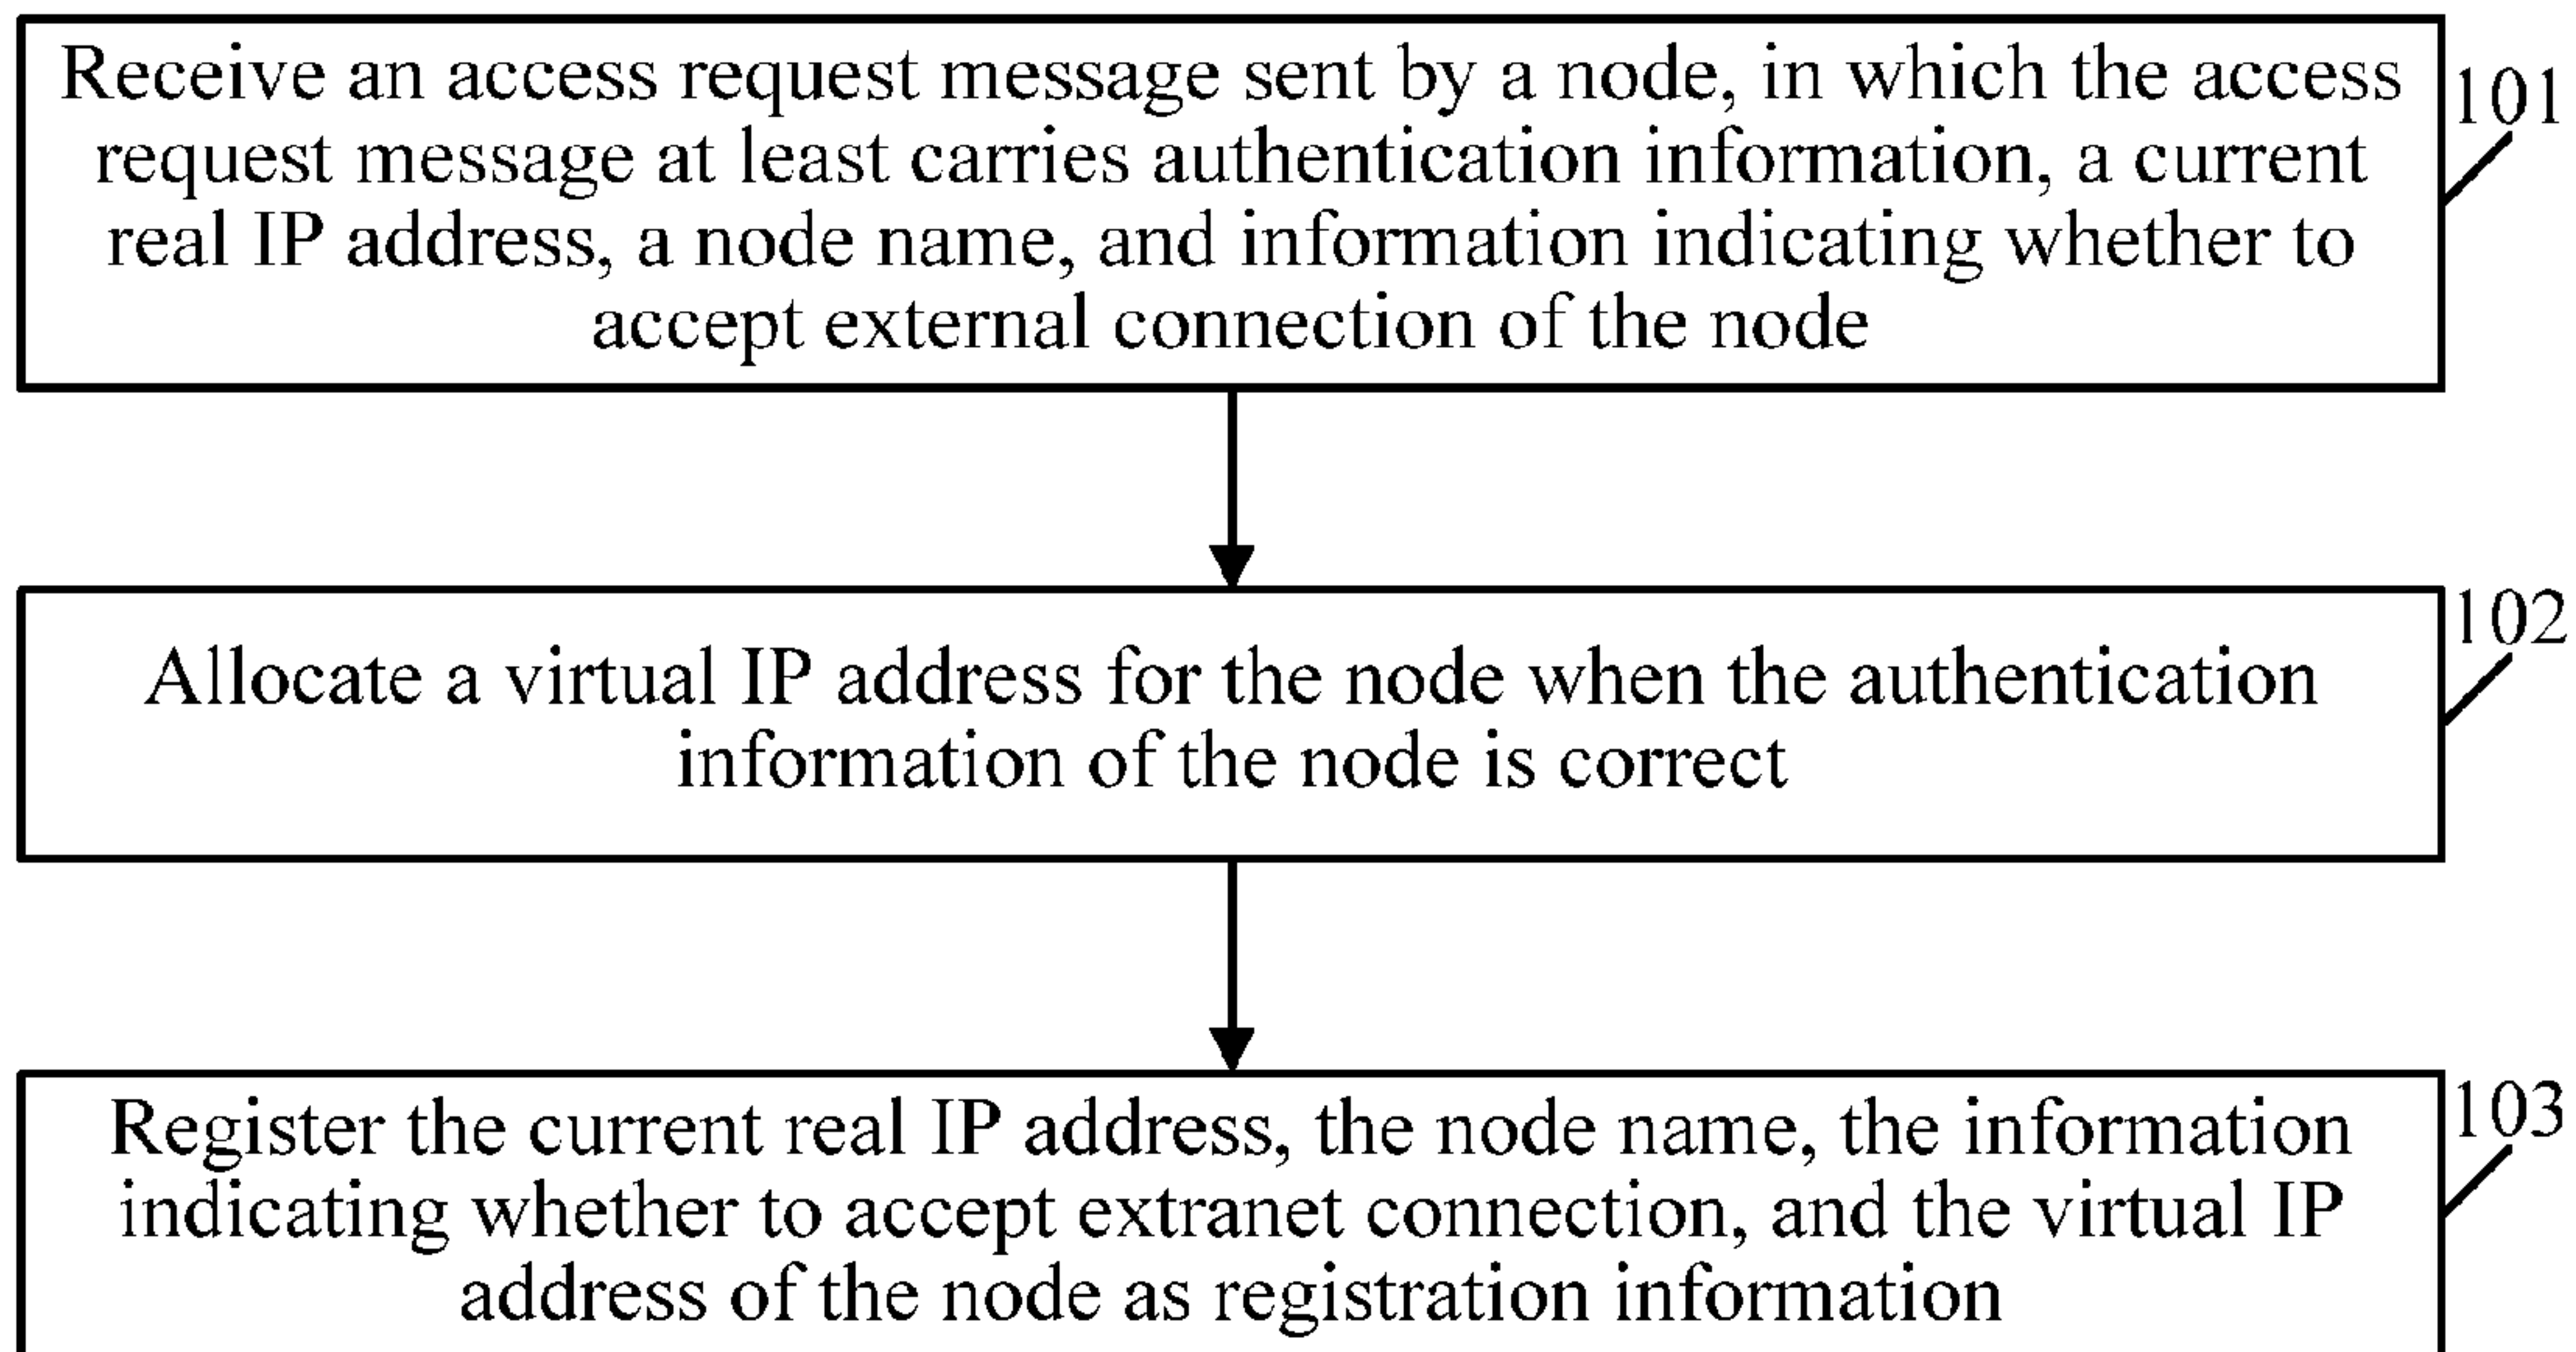 Receive an access request message sent by a node, in which the access
request message at least carries authentication information, a current
real IP address, a node name, and information indicating whether to
accept external connection of the node
101
Allocate a virtual IP address for the node when the authentication
information of the node is correct
102
Register the current real IP address, the node name, the information
indicating whether to accept extranet connection, and the virtual IP
address of the node as registration information
103